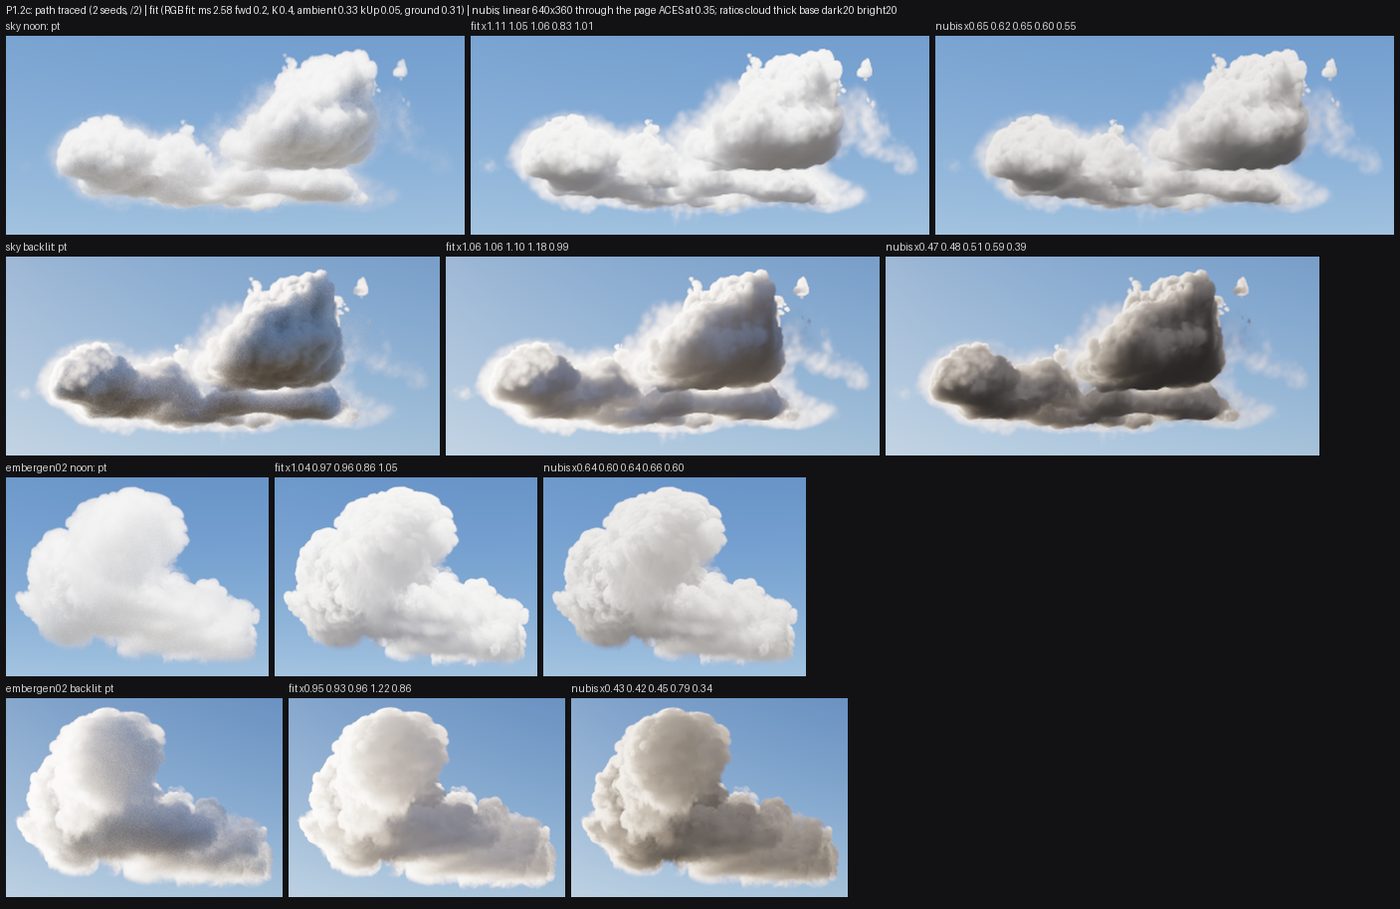 P1.2c: path traced (2 seeds, /2) | fit (RGB fit: ms 2.58 fwd 0.2, K 0.4, ambient 0.33 kUp 0.05, ground 0.31) | nubis; linear 640x360 through the page ACES at 0.35; ratios cloud thick base dark20 bright20
sky noon: pt fit x1.11 1.05 1.06 0.83 1.01 nubis x0.65 0.62 0.65 0.60 0.55
sky backlit: pt fit x1.06 1.06 1.10 1.18 0.99 nubis x0.47 0.48 0.51 0.59 0.39
embergen02 noon: pt fit x1.04 0.97 0.96 0.86 1.05 nubis x0.64 0.60 0.64 0.66 0.60
embergen02 backlit: pt fit x0.95 0.93 0.96 1.22 0.86 nubis x0.43 0.42 0.45 0.79 0.34